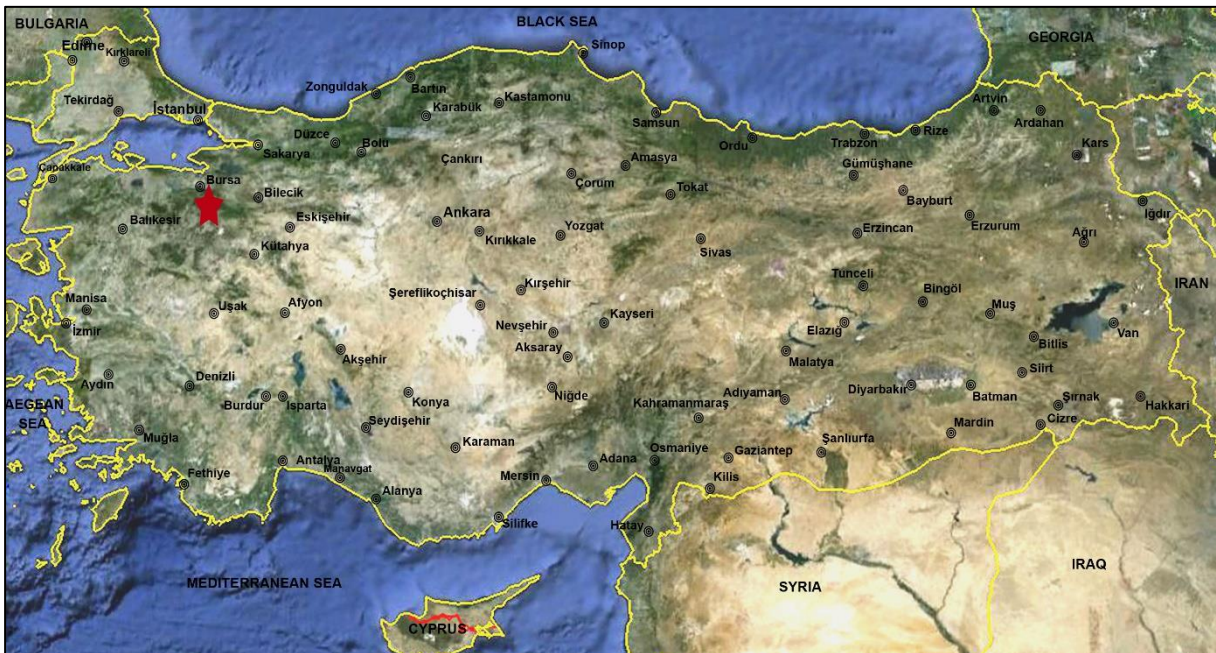 BULGARIA
BLACK SEA
GEORGIA
Edirne
Kırklareli
Sinop
Zonguldak
Bartın
Tekirdağ
İstanbul
Karabük
Kastamonu
Samsun
Artvin
Ardahan
Düzce
Bolu
Sakarya
Ordu
Trabzon
Rize
Kars
Çankırı
Amasya
Gümüşhane
Çorum
Tokat
Bursa
Bilecik
Bayburt
Iğdır
Balıkeşir
Eskişehir
Ankara
Kırıkkale
Yozgat
Erzincan
Erzurum
Ağrı
Kütahya
Sivas
Tunceli
IRAN
Kırşehir
Bingöl
Manisa
Uşak
Afyon
Şereflikoçhisar
Muş
İzmir
Nevşehir
Kayseri
Elazığ
Van
Bitlis
Aksaray
Akşehir
Malatya
Siirt
Aydın
Denizli
Burdur
Isparta
Konya
Niğde
Adıyaman
Diyarbakır
Batman
Şırnak
Hakkari
AEGEAN
SEA
Kahramanmaraş
Cizre
Seydişehir
Mardin
Muğla
Karaman
Şanlıurfa
Antalya
Osmaniye
Gaziantep
Adana
Manavgat
Fethiye
Mersin
Kilis
Alanya
Silifke
Hatay
MEDITERRANEAN SEA
SYRIA
IRAQ
CYPRUS